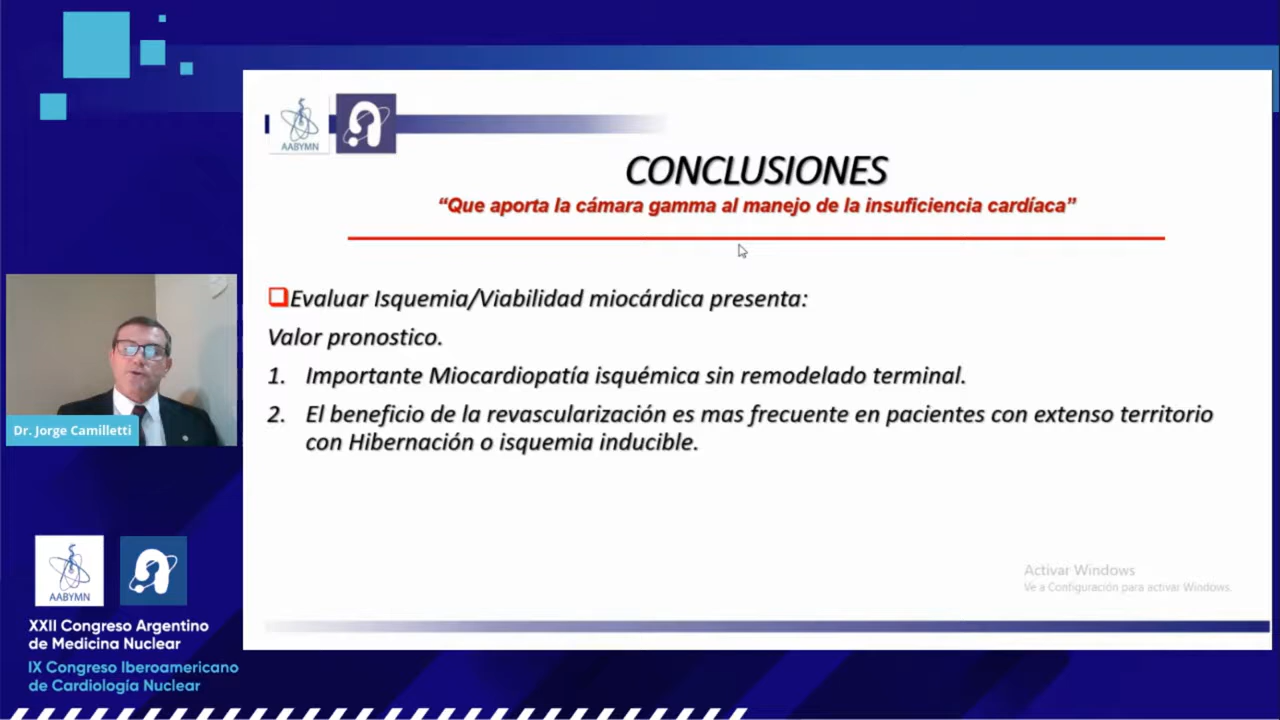 AABYMN
CONCLUSIONES
“Que aporta la cámara gamma al manejo de la insuficiencia cardíaca”
Evaluar Isquemia/Viabilidad miocárdica presenta:
Valor pronostico.
1. Importante Miocardiopatía isquémica sin remodelado terminal.
2. El beneficio de la revascularización es mas frecuente en pacientes con extenso territorio
con Hibernación o isquemia inducible.
Dr. Jorge Camilletti
Activar Windows
Ve a Configuración para activar Windows.
AABYMN
XXII Congreso Argentino
de Medicina Nuclear
IX Congreso Iberoamericano
de Cardiología Nuclear